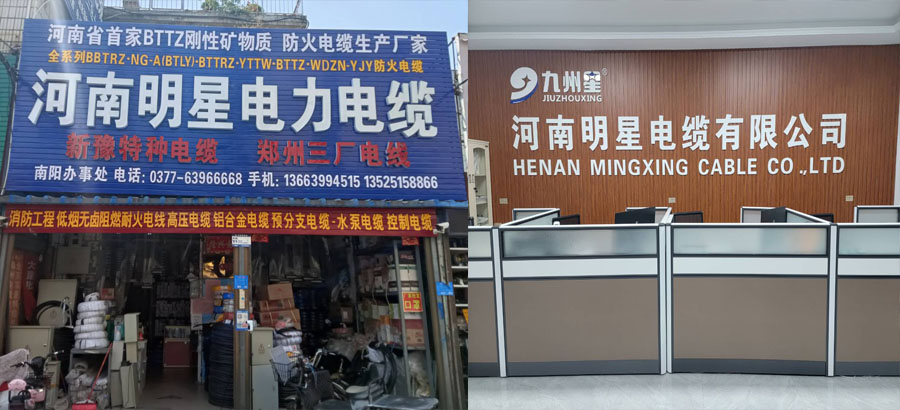 河南省首家BTTZ刚性矿物质 防火电缆生产厂家
全系列BBTRZ·NG-A(BTLY)-BTTRZ-YTTW-BTTZ-WDZN-YJY防火电缆
河南明星电力电缆
新豫特种电缆 郑州三厂电线
南阳办事处 电话: 0377-63966668 手机: 13663994515 13525158866
消防工程 低烟无卤阻燃耐火电线 高压电缆 铝合金电缆 预分支电缆-水泵电缆 控制电缆
九州星®
JIUZHOUXING
河南明星电缆有限公司
HENAN MINGXING CABLE CO.,LTD